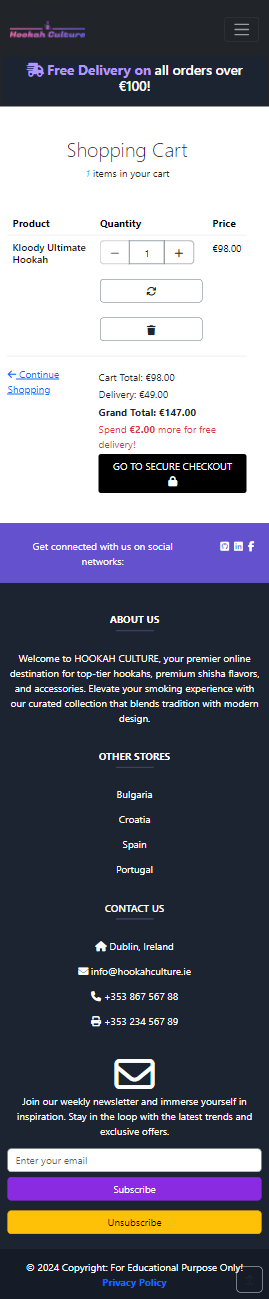 Hookah Culture
Free Delivery on all orders over
€100!
Shopping Cart
1 items in your cart
Product Quantity Price
Kloody Ultimate
Hookah
1
€98.00
Continue
Shopping
Cart Total: €98.00
Delivery: €49.00
Grand Total: €147.00
Spend €2.00 more for free
delivery!
GO TO SECURE CHECKOUT
Get connected with us on social
networks:
ABOUT US
Welcome to HOOKAH CULTURE, your premier online
destination for top-tier hookahs, premium shisha flavors,
and accessories. Elevate your smoking experience with
our curated collection that blends tradition with modern
design.
OTHER STORES
Bulgaria
Croatia
Spain
Portugal
CONTACT US
Dublin, Ireland
info@hookahculture.ie
+353 867 567 88
+353 234 567 89
Join our weekly newsletter and immerse yourself in
inspiration. Stay in the loop with the latest trends and
exclusive offers.
Enter your email
Subscribe
Unsubscribe
© 2024 Copyright: For Educational Purpose Only!
Privacy Policy